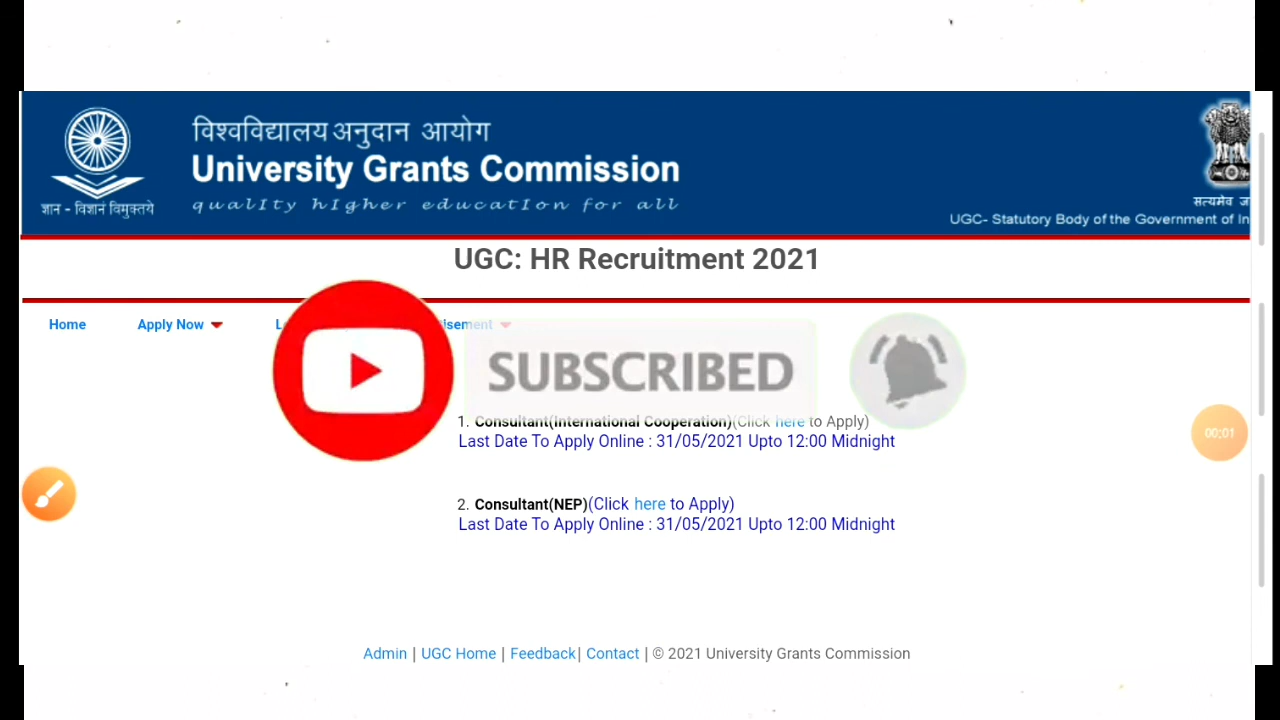 विश्वविद्यालय अनुदान आयोग
University Grants Commission
quality higher education for all
ज्ञान - विज्ञानं विमुक्तये
सत्यमेव
UGC- Statutory Body of the Government of In
UGC: HR Recruitment 2021
Home Apply Now
SUBSCRIBED
1. Consultant(International Cooperation)(Click here to Apply)
Last Date To Apply Online : 31/05/2021 Upto 12:00 Midnight
00:01
2. Consultant(NEP)(Click here to Apply)
Last Date To Apply Online : 31/05/2021 Upto 12:00 Midnight
Admin | UGC Home | Feedback| Contact | © 2021 University Grants Commission